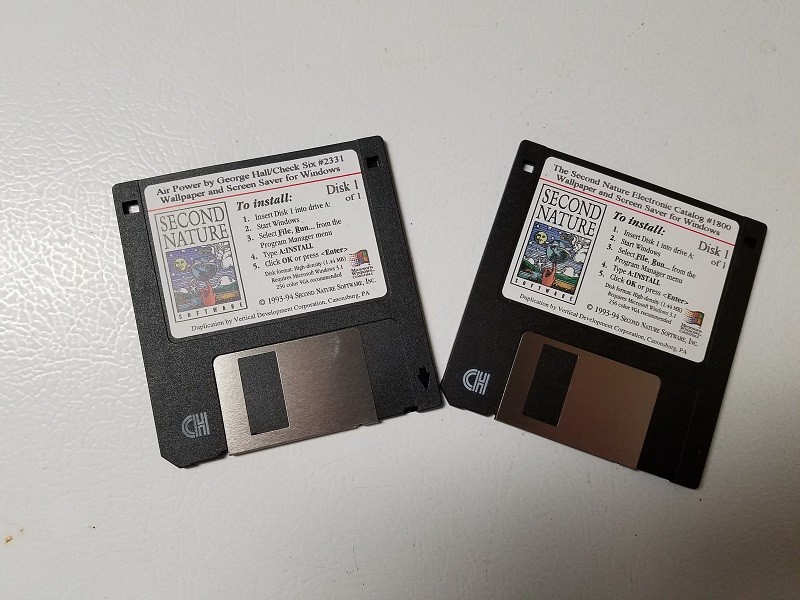 Air Power by George Hall/Check Six #2331
Wallpaper and Screen Saver for Windows
Disk 1
of 1
SECOND
NATURE
SOFTWARE
To install:
1. Insert Disk 1 into drive A:
2. Start Windows
3. Select File, Run... from the
Program Manager menu
4. Type A:INSTALL
5. Click OK or press <Enter>
Disk format: High-density (1.44 MB)
Requires Microsoft Windows 3.1
256 color VGA recommended
© 1993-94 SECOND NATURE SOFTWARE, INC.
Duplication by Vertical Development Corporation, Canonsburg, PA
HD
The Second Nature Electronic Catalog #1800
Wallpaper and Screen Saver for Windows
Disk 1
of 1
SECOND
NATURE
SOFTWARE
To install:
1. Insert Disk 1 into drive A:
2. Start Windows
3. Select File, Run... from the
Program Manager menu
4. Type A:INSTALL
5. Click OK or press <Enter>
Disk format: High-density (1.44 MB)
Requires Microsoft Windows 3.1
256 color VGA recommended
© 1993-94 SECOND NATURE SOFTWARE, INC.
Duplication by Vertical Development Corporation, Canonsburg, PA
HD